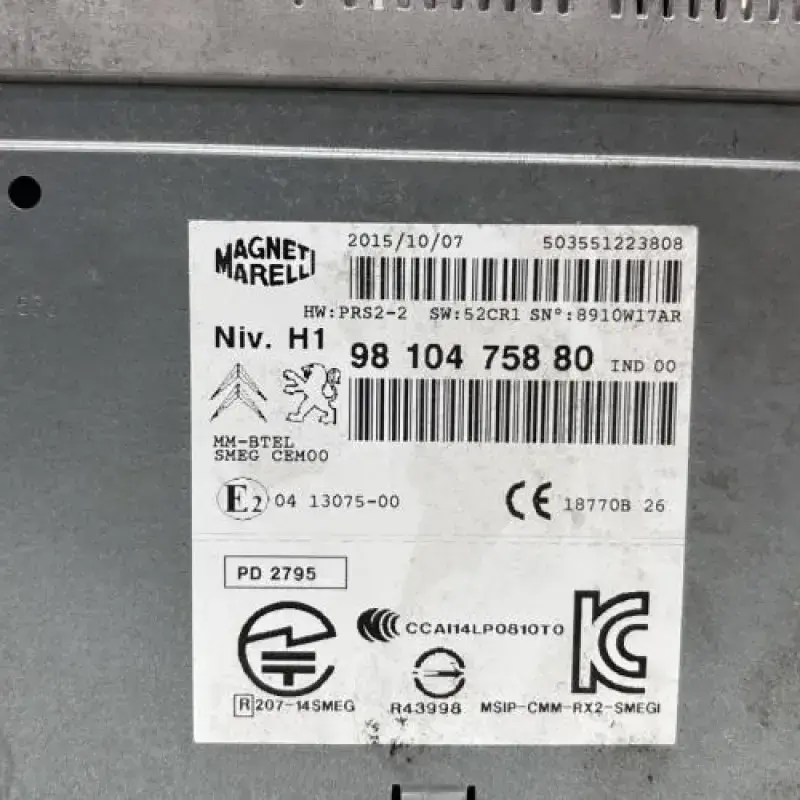 MAGNETI
MARELLI
2015/10/07 503551223808
HW:PRS2-2 SW:52CR1 SN°:8910W17AR
Niv. H1
98 104 758 80 IND 00
MM-BTEL
SMEG CEM00
E2 04 13075-00
CE 18770B 26
PD 2795
CCAI14LP0810T0
R 207-14SMEG
R43998
MSIP-CMM-RX2-SMEGI